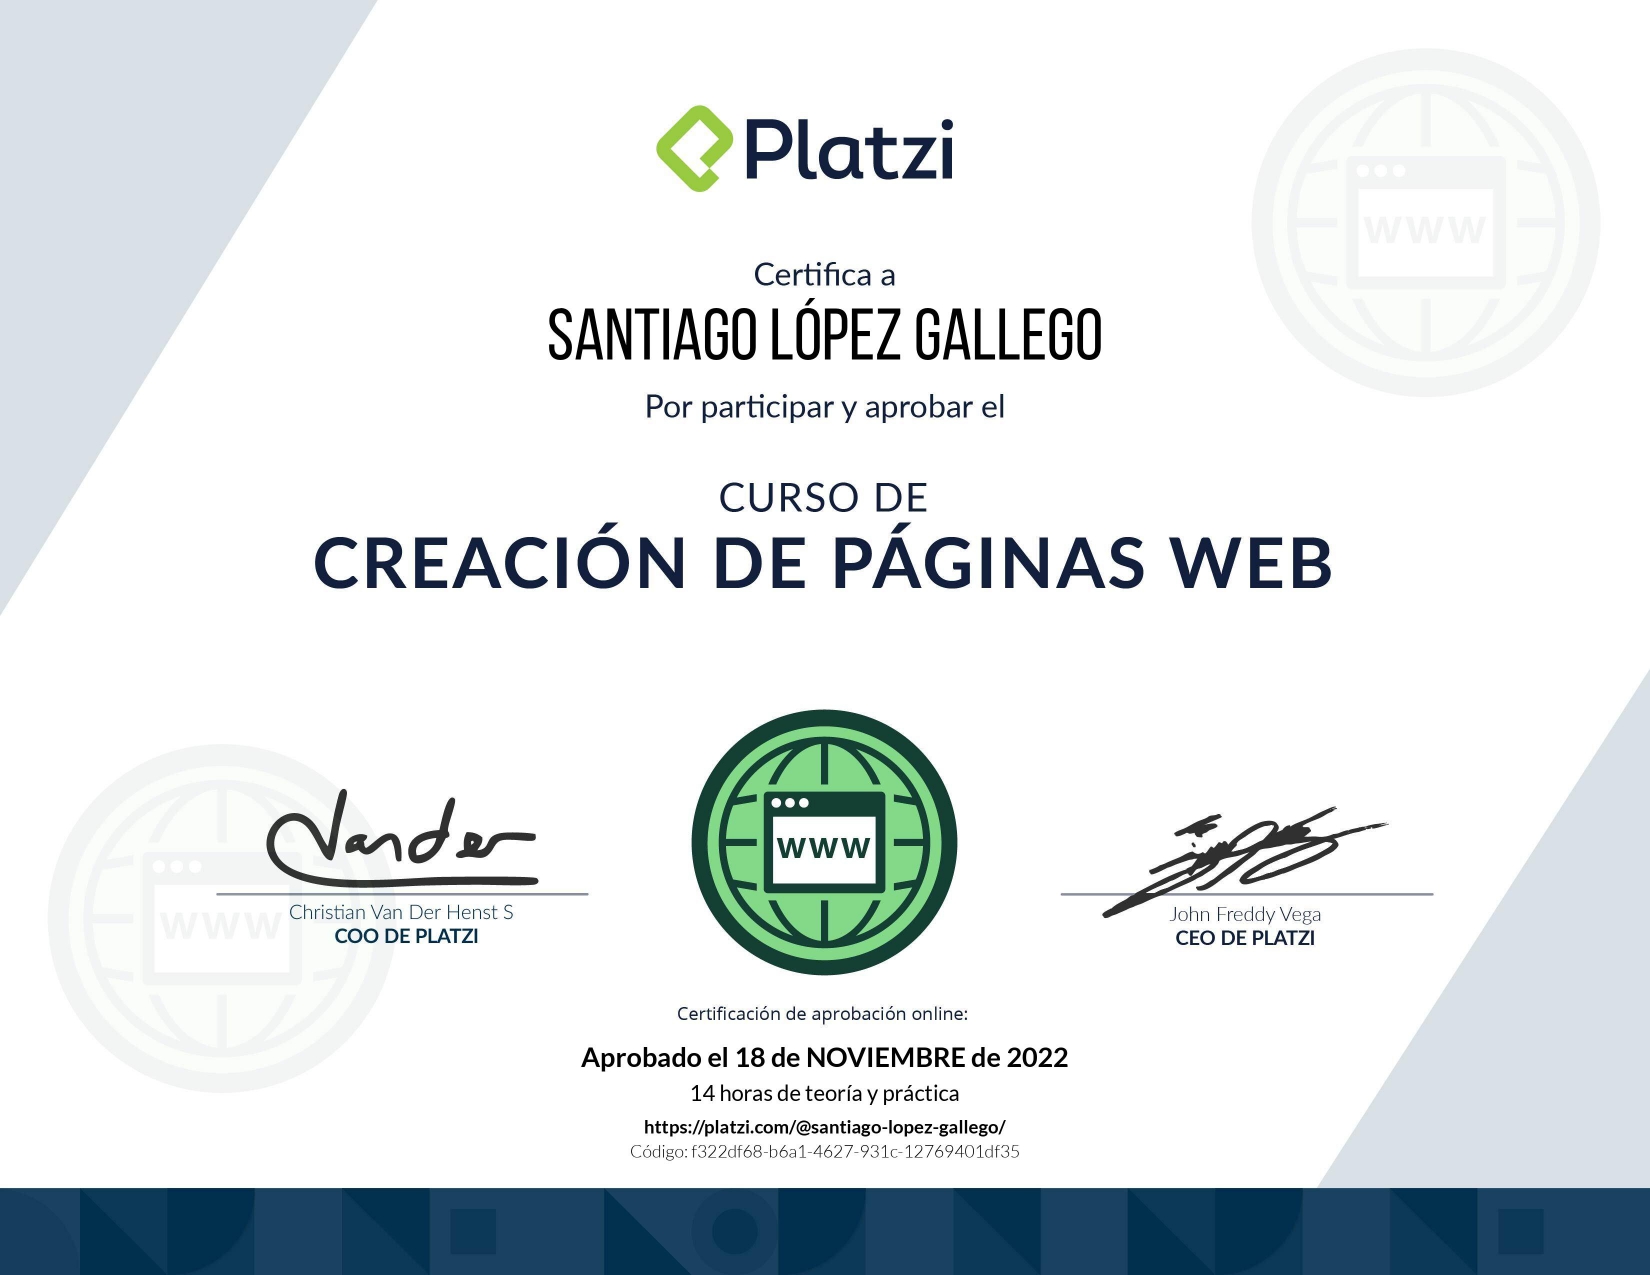 Platzi
Certifica a
SANTIAGO LÓPEZ GALLEGO
Por participar y aprobar el
CURSO DE
CREACIÓN DE PÁGINAS WEB
www
www
www
Vander
Christian Van Der Henst S
COO DE PLATZI
John Freddy Vega
CEO DE PLATZI
Certificación de aprobación online:
Aprobado el 18 de NOVIEMBRE de 2022
14 horas de teoría y práctica
https://platzi.com/@santiago-lopez-gallego/
Código: f322df68-b6a1-4627-931c-12769401df35